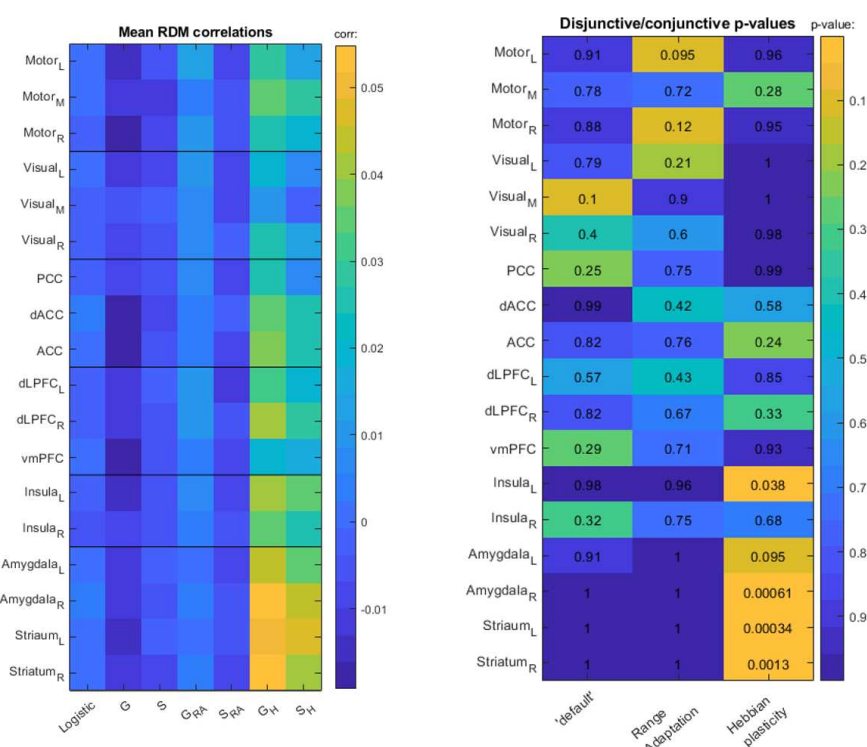 Mean RDM correlations
corr:
Motor_L
Motor_M
Motor_R
Visual_L
Visual_M
Visual_R
PCC
dACC
ACC
dLPFC_L
dLPFC_R
vmPFC
Insula_L
Insula_R
Amygdala_L
Amygdala_R
Striaum_L
Striatum_R
Logistic G S G_RA S_RA G_H S_H
0.05
0.04
0.03
0.02
0.01
0
-0.01
Disjunctive/conjunctive p-values
p-value:
Motor_L 0.91 0.095 0.96
Motor_M 0.78 0.72 0.28
Motor_R 0.88 0.12 0.95
Visual_L 0.79 0.21 1
Visual_M 0.1 0.9 1
Visual_R 0.4 0.6 0.98
PCC 0.25 0.75 0.99
dACC 0.99 0.42 0.58
ACC 0.82 0.76 0.24
dLPFC_L 0.57 0.43 0.85
dLPFC_R 0.82 0.67 0.33
vmPFC 0.29 0.71 0.93
Insula_L 0.98 0.96 0.038
Insula_R 0.32 0.75 0.68
Amygdala_L 0.91 1 0.095
Amygdala_R 1 1 0.00061
Striaum_L 1 1 0.00034
Striatum_R 1 1 0.0013
'default'
Range
Adaptation
Hebbian
plasticity
0.1
0.2
0.3
0.4
0.5
0.6
0.7
0.8
0.9